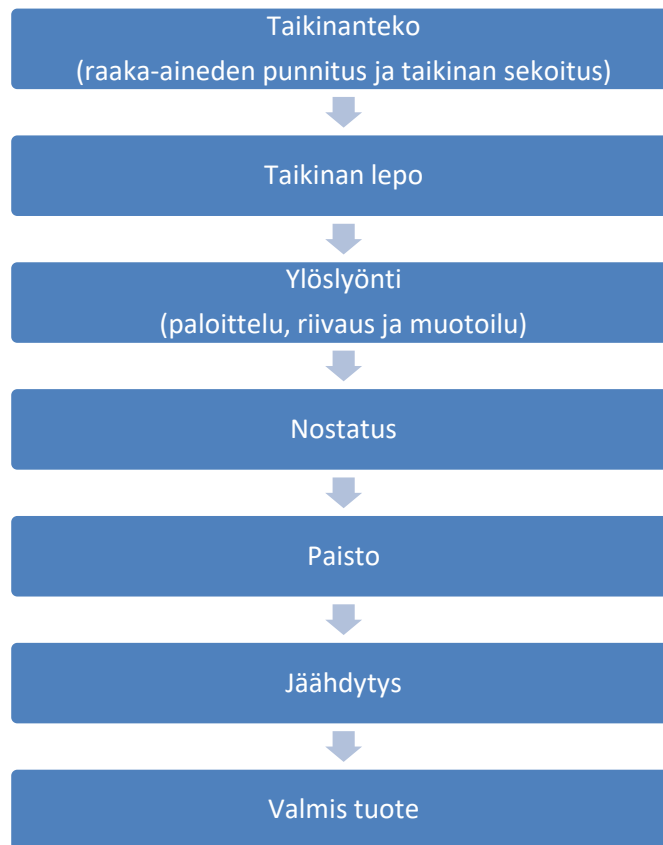 Taikinanteko
(raaka-aineden punnitus ja taikinan sekoitus)
Taikinan lepo
Ylöslyönti
(paloittelu, riivaus ja muotoilu)
Nostatus
Paisto
Jäähdytys
Valmis tuote